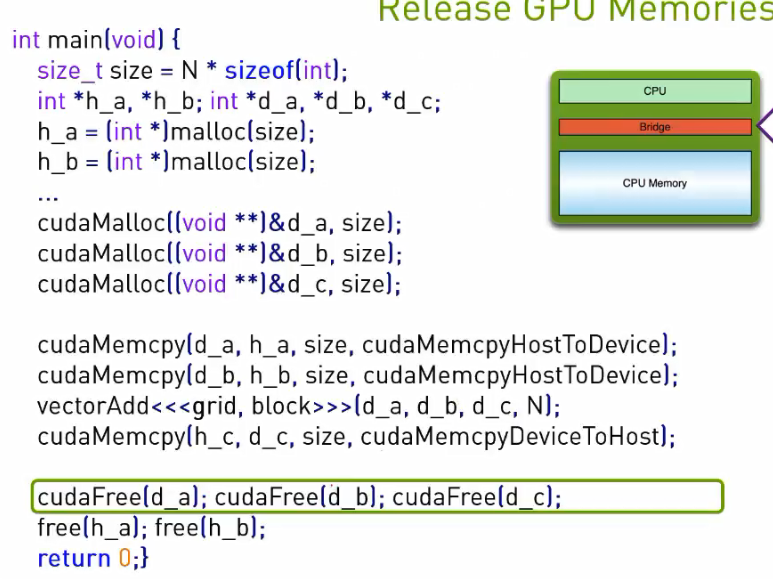 Release GPU Memories
int main(void) {
size_t size = N * sizeof(int);
int *h_a, *h_b; int *d_a, *d_b, *d_c;
h_a = (int *)malloc(size);
h_b = (int *)malloc(size);
...
cudaMalloc((void **)&d_a, size);
cudaMalloc((void **)&d_b, size);
cudaMalloc((void **)&d_c, size);
cudaMemcpy(d_a, h_a, size, cudaMemcpyHostToDevice);
cudaMemcpy(d_b, h_b, size, cudaMemcpyHostToDevice);
vectorAdd<<<grid, block>>>(d_a, d_b, d_c, N);
cudaMemcpy(h_c, d_c, size, cudaMemcpyDeviceToHost);
cudaFree(d_a); cudaFree(d_b); cudaFree(d_c);
free(h_a); free(h_b);
return 0;}
CPU
Bridge
CPU Memory